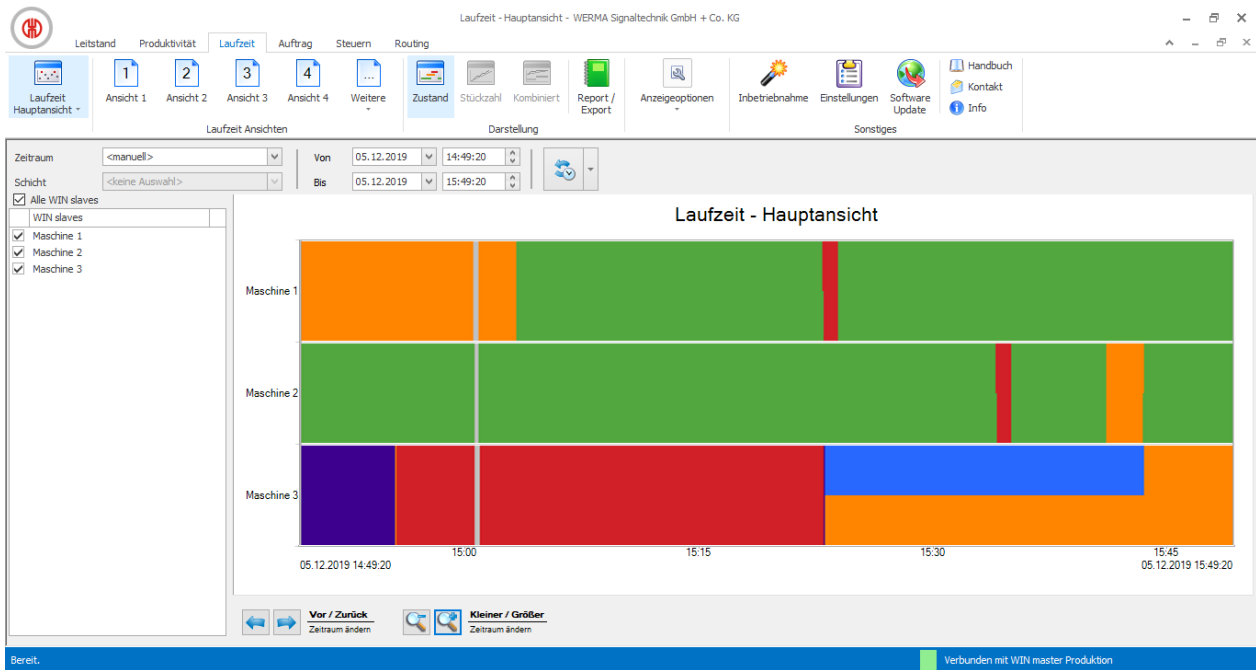 Laufzeit - Hauptansicht - WERMA Signaltechnik GmbH + Co. KG
Leitstand Produktivität Laufzeit Auftrag Steuern Routing
1 2 3 4 ...
Laufzeit Hauptansicht
Ansicht 1 Ansicht 2 Ansicht 3 Ansicht 4 Weitere
Zustand Stückzahl Kombiniert Report / Export
Anzeigeoptionen
Inbetriebnahme Einstellungen Software Update
Handbuch
Kontakt
Info
Laufzeit Ansichten Darstellung Sonstiges
Zeitraum <manuell> Von 05.12.2019 14:49:20
Schicht <keine Auswahl> Bis 05.12.2019 15:49:20
Alle WIN slaves
WIN slaves
Maschine 1
Maschine 2
Maschine 3
Laufzeit - Hauptansicht
Maschine 1
Maschine 2
Maschine 3
15:00 15:15 15:30 15:45
05.12.2019 14:49:20 05.12.2019 15:49:20
Vor / Zurück Kleiner / Größer
Zeitraum ändern Zeitraum ändern
Bereit. Verbunden mit WIN master Produktion